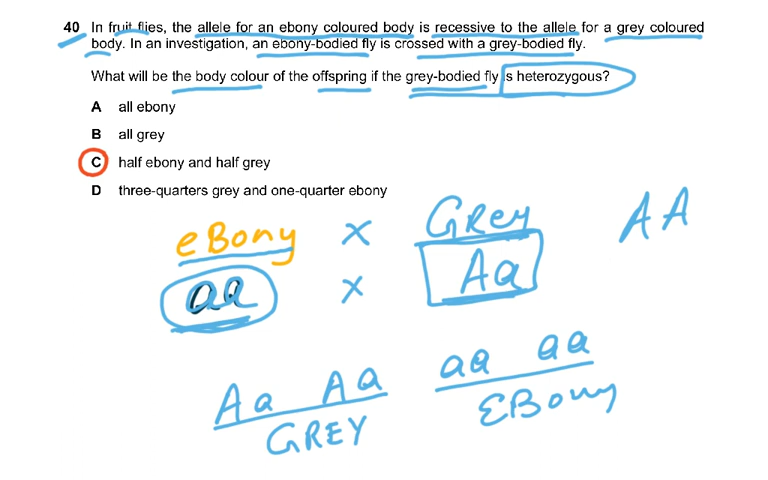 40 In fruit flies, the allele for an ebony coloured body is recessive to the allele for a grey coloured
body. In an investigation, an ebony-bodied fly is crossed with a grey-bodied fly.
What will be the body colour of the offspring if the grey-bodied fly is heterozygous?
A all ebony
B all grey
C half ebony and half grey
D three-quarters grey and one-quarter ebony
eBony x GRey AA
aa x Aa
Aa Aa aa aa
GREY EBony